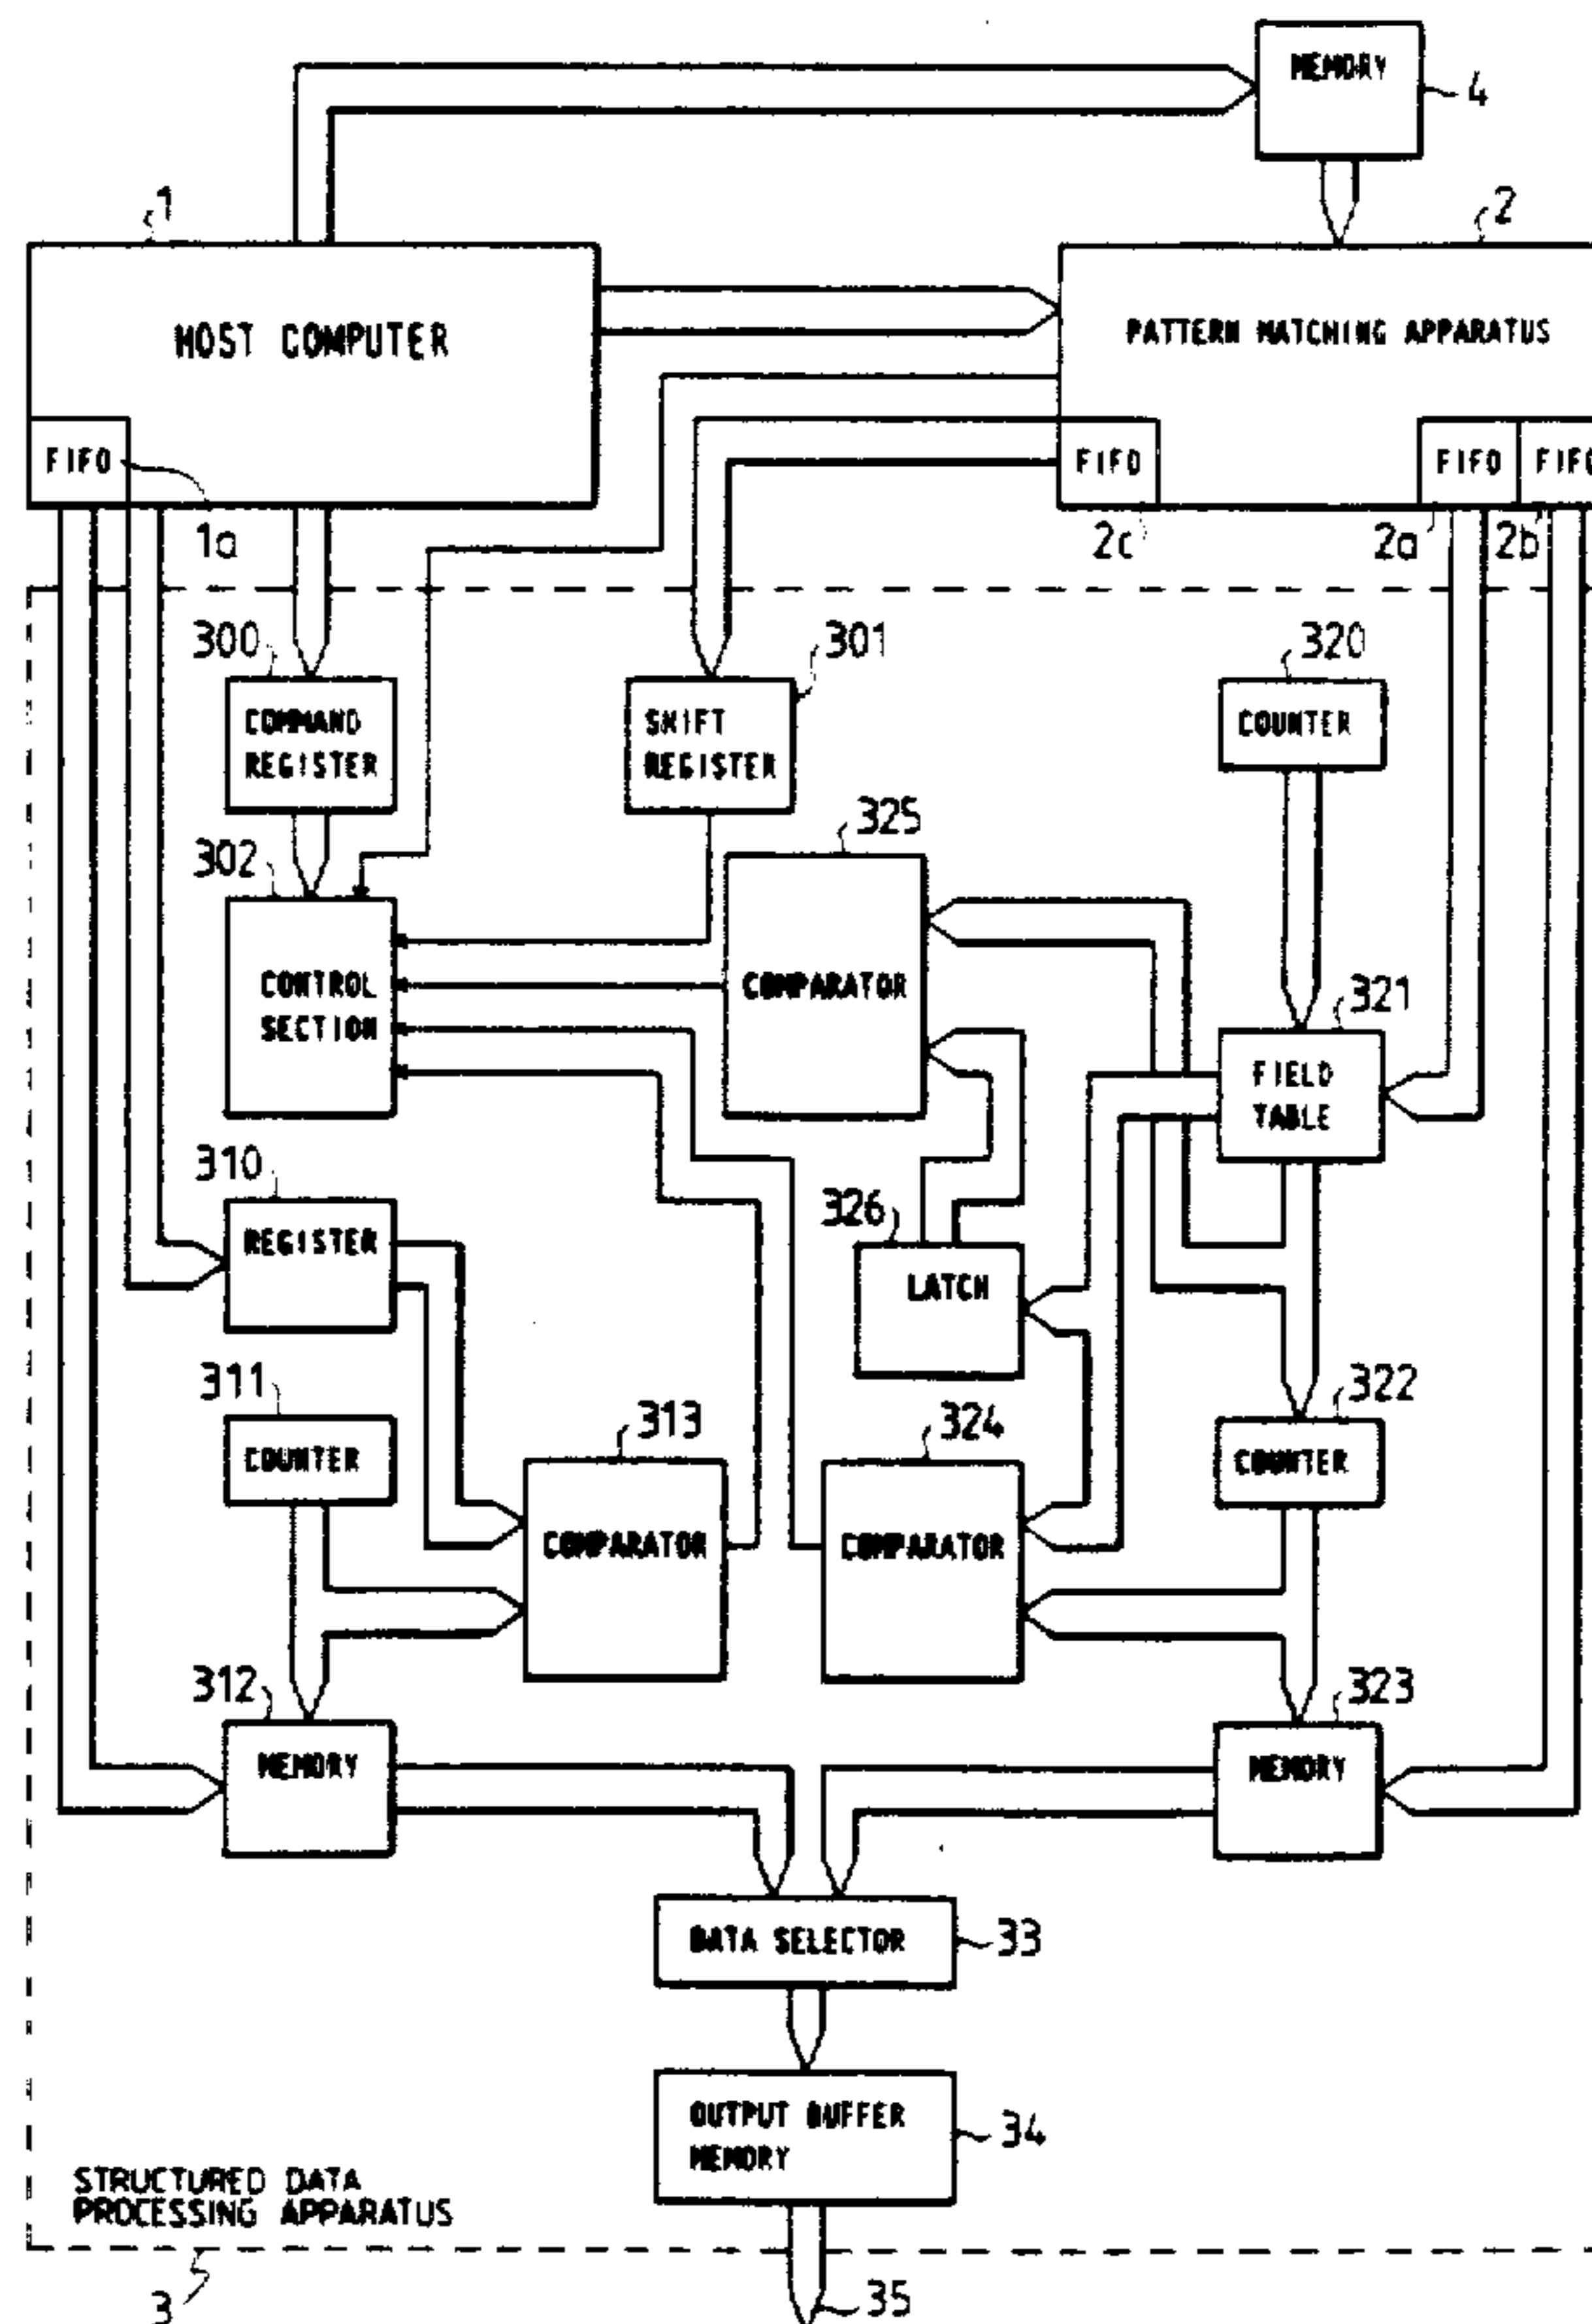 MEMORY
4
1
2
HOST COMPUTER
PATTERN MATCHING APPARATUS
FIFO
FIFO
FIFO
FIFO
1a
2c
2a
2b
300
301
320
COMMAND
REGISTER
SHIFT
REGISTER
COUNTER
302
325
CONTROL
SECTION
COMPARATOR
321
FIELD
TABLE
310
REGISTER
326
LATCH
311
COUNTER
313
COMPARATOR
324
COMPARATOR
322
COUNTER
312
MEMORY
323
MEMORY
DATA SELECTOR
33
OUTPUT BUFFER
MEMORY
34
STRUCTURED DATA
PROCESSING APPARATUS
3
35